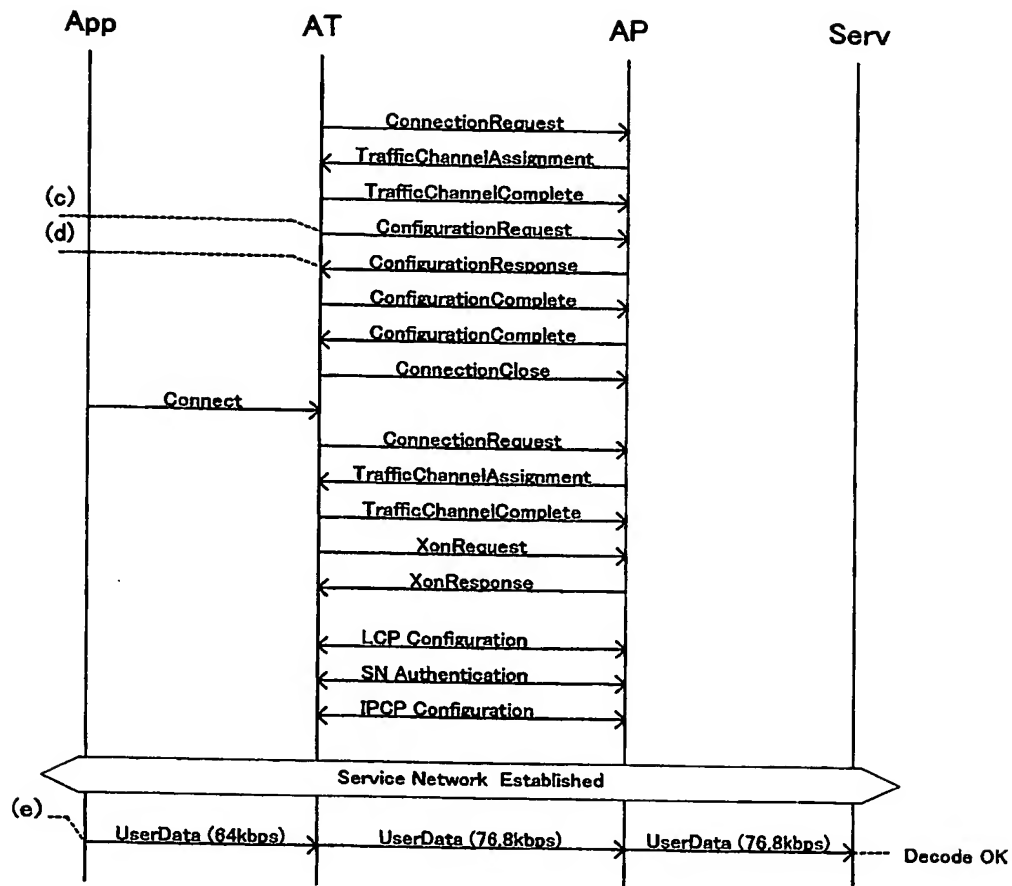 App AT AP Serv
ConnectionRequest
TrafficChannelAssignment
TrafficChannelComplete
(c)
ConfigurationRequest
(d)
ConfigurationResponse
ConfigurationComplete
ConfigurationComplete
ConnectionClose
Connect
ConnectionRequest
TrafficChannelAssignment
TrafficChannelComplete
XonRequest
XonResponse
LCP Configuration
SN Authentication
IPCP Configuration
Service Network Established
(e)
UserData (64kbps) UserData (76.8kbps) UserData (76.8kbps) Decode OK